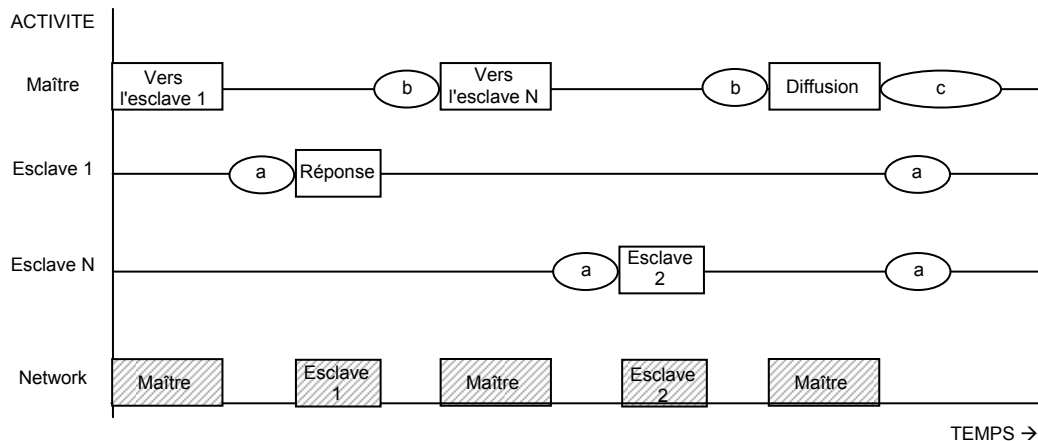 ACTIVITE
Maître
Vers
l'esclave 1
b
Vers
l'esclave N
b
Diffusion
c
Esclave 1
a
Réponse
a
Esclave N
a
Esclave
2
a
Network
Maître
Esclave
1
Maître
Esclave
2
Maître
TEMPS →